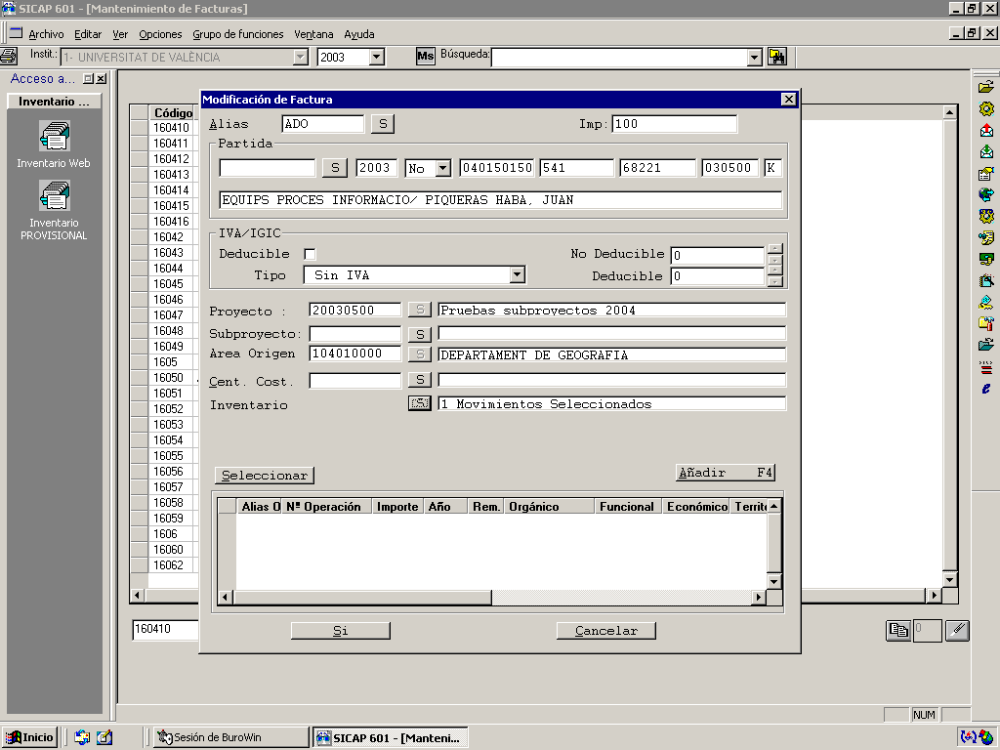 SICAP 601 - [Mantenimiento de Facturas]
Archivo Editar Ver Opciones Grupo de funciones Ventana Ayuda
Instit.: 1- UNIVERSITAT DE VALÈNCIA 2003 Ms Búsqueda:
Acceso a...
Inventario ...
Inventario Web
Inventario PROVISIONAL
Código
160410
160411
160412
160413
160414
160415
160416
16042
16043
16044
16045
16046
16047
16048
16049
1605
16050
16051
16052
16053
16054
16055
16056
16057
16058
16059
1606
16060
16062
160410
Modificación de Factura
Alias ADO S Imp: 100
Partida
S 2003 No 040150150 541 68221 030500 K
EQUIPS PROCES INFORMACIO/ PIQUERAS HABA, JUAN
IVA/IGIC
Deducible No Deducible 0
Tipo Sin IVA Deducible 0
Proyecto : 20030500 S Pruebas subproyectos 2004
Subproyecto: S
Area Origen 104010000 S DEPARTAMENT DE GEOGRAFIA
Cent. Cost. S
Inventario S 1 Movimientos Seleccionados
Seleccionar Añadir F4
Alias O Nº Operación Importe Año Rem. Orgánico Funcional Económico Territo
Si Cancelar
0
NUM
Inicio Sesión de BuroWin SICAP 601 - [Manteni...